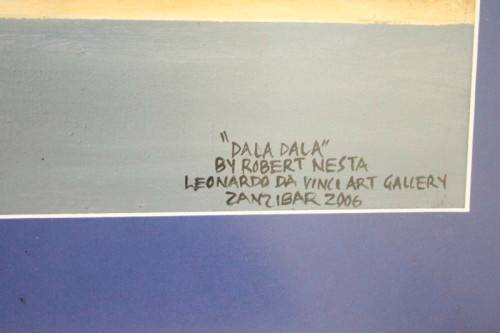 "DALA DALA"
BY ROBERT NESTA
LEONARDO DA VINCI ART GALLERY
ZANZIBAR 2006